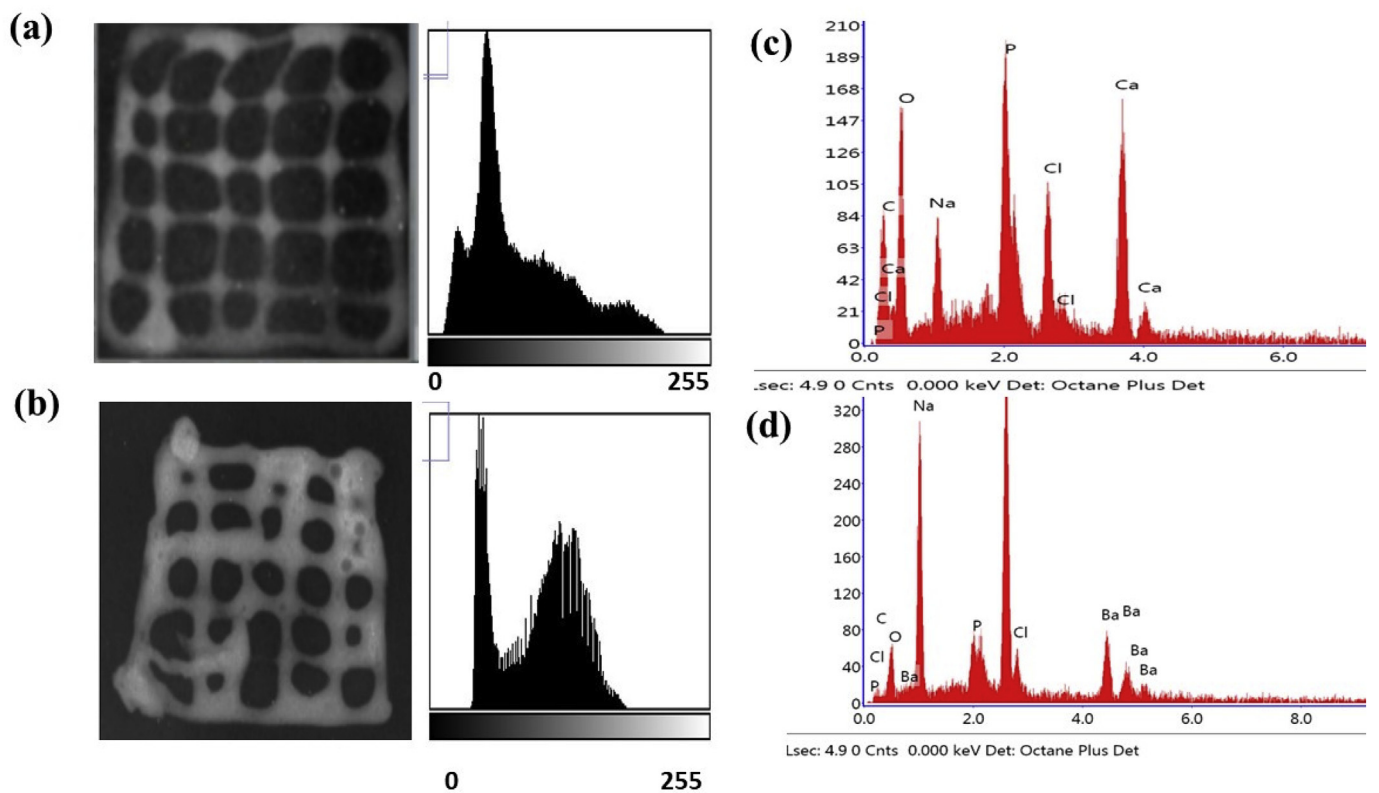 (a)
0 255
(b)
0 255
(c)
210
189
168
147
126
105
84
63
42
21
0
P
O
Ca
Cl
C
Na
Ca
Cl
Cl
Ca
P
0.0 2.0 4.0 6.0
.sec: 4.9 0 Cnts 0.000 keV Det: Octane Plus Det
(d)
320
280
240
200
160
120
80
40
0
Na
C
O
Cl
P
Ba
P
Cl
Ba Ba
Ba
Ba
0.0 2.0 4.0 6.0 8.0
Lsec: 4.9 0 Cnts 0.000 keV Det: Octane Plus Det